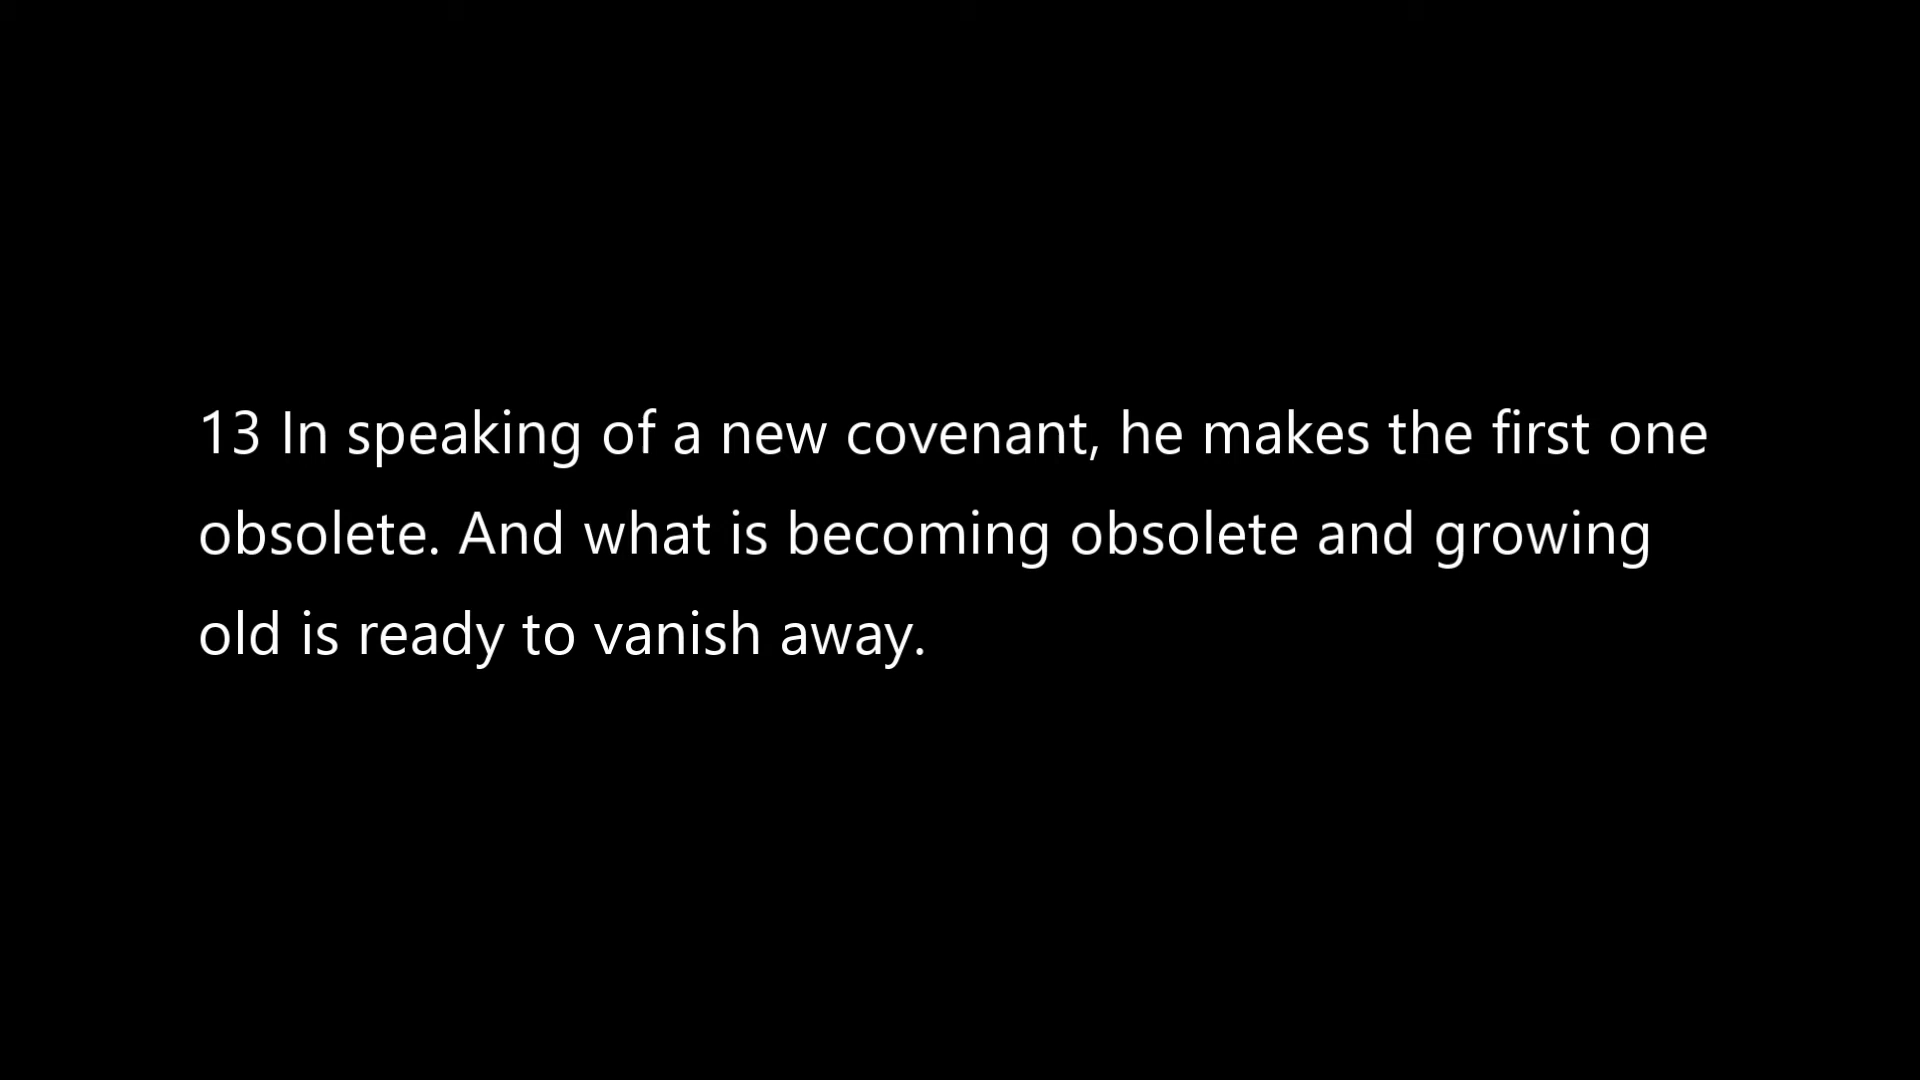 13 In speaking of a new covenant, he makes the first one
obsolete. And what is becoming obsolete and growing
old is ready to vanish away.